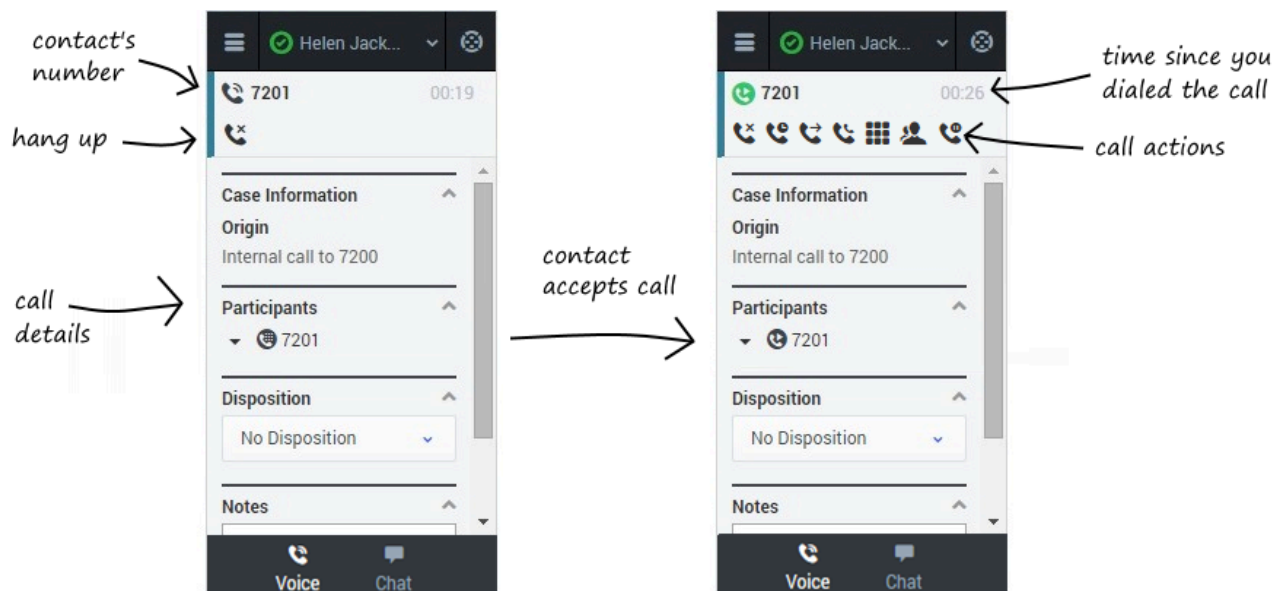 contact's
number
hang up
call
details
Helen Jack...
7201
00:19
Case Information
Origin
Internal call to 7200
Participants
7201
Disposition
No Disposition
Notes
Voice
Chat
contact
accepts call
Helen Jack...
7201
00:26
Case Information
Origin
Internal call to 7200
Participants
7201
Disposition
No Disposition
Notes
Voice
Chat
time since you
dialed the call
call actions